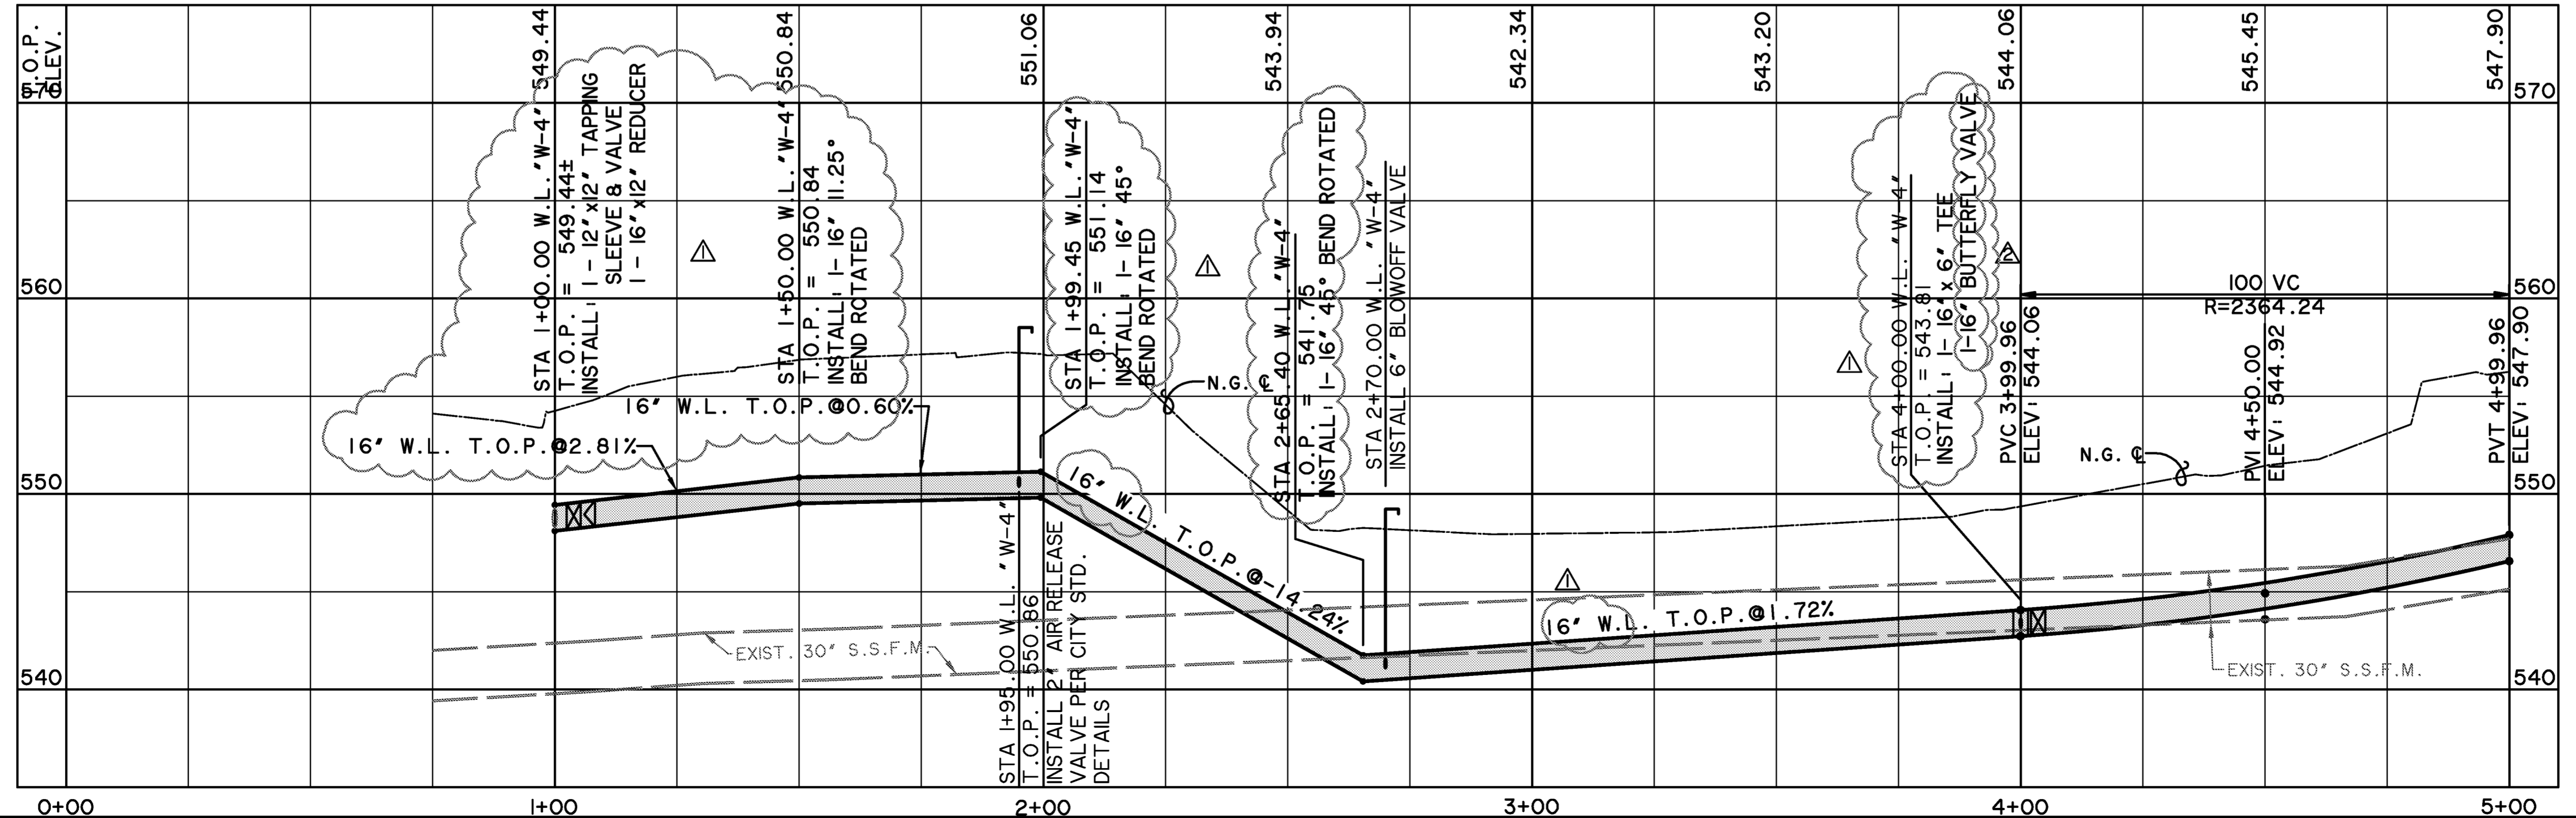 T.O.P.
ELEV.
549.44
550.84
551.06
543.94
542.34
543.20
544.06
545.45
547.90
570
570
560
560
550
550
540
540
STA 1+00.00 W.L. "W-4"
T.O.P. = 549.44±
INSTALL: 1- 12"x12" TAPPING
SLEEVE & VALVE
1- 16"x12" REDUCER
1
STA 1+50.00 W.L. "W-4"
T.O.P. = 550.84
INSTALL: 1- 16" 11.25°
BEND ROTATED
STA 1+99.45 W.L. "W-4"
T.O.P. = 551.14
INSTALL: 1- 16" 45°
BEND ROTATED
1
STA 2+65.40 W.L. "W-4"
T.O.P. = 541.75
INSTALL: 1- 16" 45° BEND ROTATED
STA 2+70.00 W.L. "W-4"
INSTALL 6" BLOWOFF VALVE
STA 4+00.00 W.L. "W-4"
T.O.P. = 543.81
INSTALL: 1- 16" x 6" TEE
1-16" BUTTERFLY VALVE
2
1
PVC 3+99.96
ELEV: 544.06
100 VC
R=2364.24
PVI 4+50.00
ELEV: 544.92
PVT 4+99.96
ELEV: 547.90
16" W.L. T.O.P.@0.60%
16" W.L. T.O.P.@2.81%
N.G. ℄
N.G. ℄
16" W.L. T.O.P.@-14.24%
1
16" W.L. T.O.P.@1.72%
STA 1+95.00 W.L. "W-4"
T.O.P. = 550.86
INSTALL 2" AIR RELEASE
VALVE PER CITY STD.
DETAILS
EXIST. 30" S.S.F.M.
EXIST. 30" S.S.F.M.
0+00
1+00
2+00
3+00
4+00
5+00